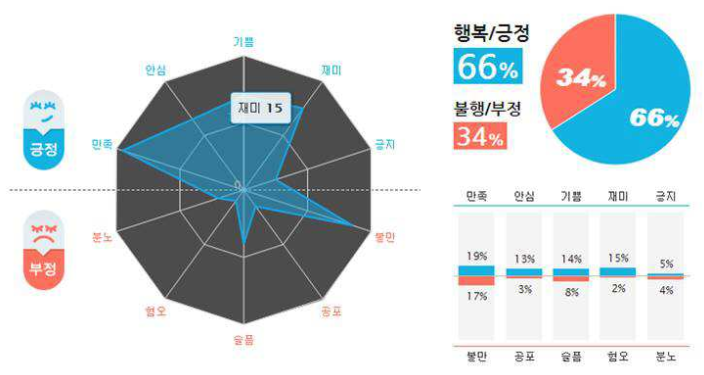 기쁨
안심
재미
만족
긍지
재미 15
0
긍정
부정
분노
불만
혐오
공포
슬픔
행복/긍정
66%
불행/부정
34%
34%
66%
만족 안심 기쁨 재미 긍지
19% 13% 14% 15% 5%
17% 3% 8% 2% 4%
불만 공포 슬픔 혐오 분노